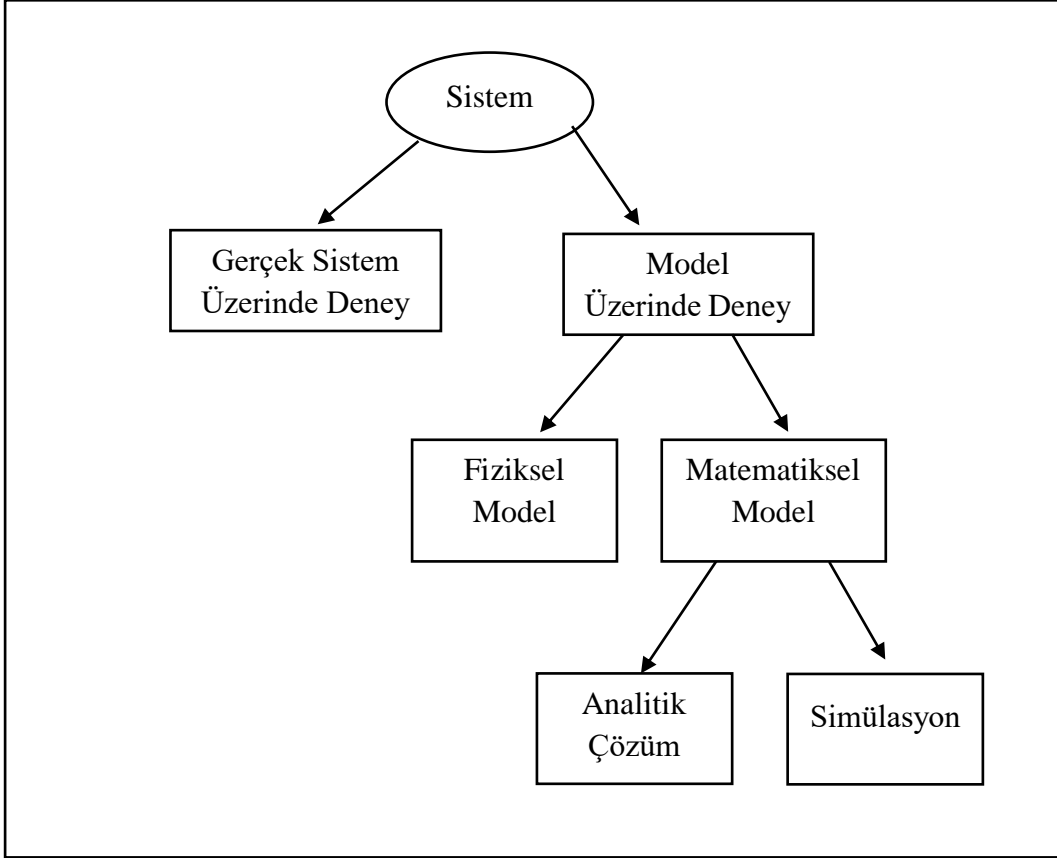 Sistem
Gerçek Sistem
Üzerinde Deney
Model
Üzerinde Deney
Fiziksel
Model
Matematiksel
Model
Analitik
Çözüm
Simülasyon